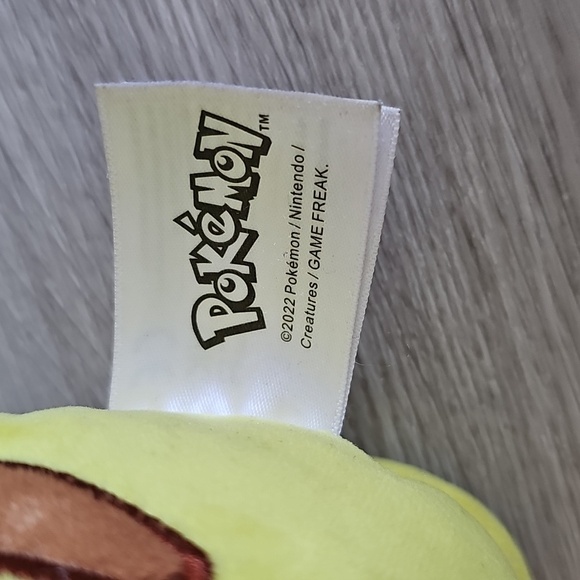 Pokémon™
©2022 Pokémon / Nintendo /
Creatures / GAME FREAK.